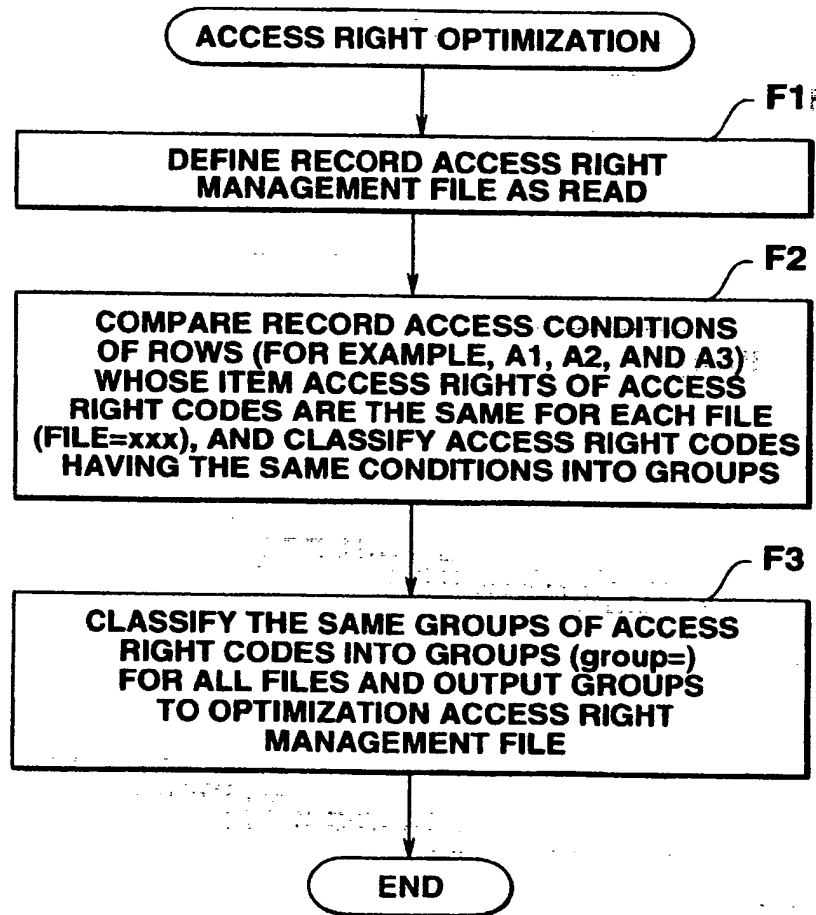 ACCESS RIGHT OPTIMIZATION
F1
DEFINE RECORD ACCESS RIGHT
MANAGEMENT FILE AS READ
F2
COMPARE RECORD ACCESS CONDITIONS
OF ROWS (FOR EXAMPLE, A1, A2, AND A3)
WHOSE ITEM ACCESS RIGHTS OF ACCESS
RIGHT CODES ARE THE SAME FOR EACH FILE
(FILE=xxx), AND CLASSIFY ACCESS RIGHT CODES
HAVING THE SAME CONDITIONS INTO GROUPS
F3
CLASSIFY THE SAME GROUPS OF ACCESS
RIGHT CODES INTO GROUPS (group=)
FOR ALL FILES AND OUTPUT GROUPS
TO OPTIMIZATION ACCESS RIGHT
MANAGEMENT FILE
END